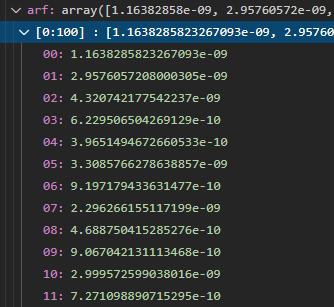 arf: array([1.16382858e-09, 2.95760572e-09,
[0:100] : [1.1638285823267093e-09, 2.95760
00: 1.1638285823267093e-09
01: 2.9576057208000305e-09
02: 4.320742177542237e-09
03: 6.229506504269129e-10
04: 3.9651494672660533e-10
05: 3.3085766278638857e-09
06: 9.197179433631477e-10
07: 2.296266155117199e-09
08: 4.688750415285276e-10
09: 9.067042131113468e-10
10: 2.999572599038016e-09
11: 7.271098890715295e-10